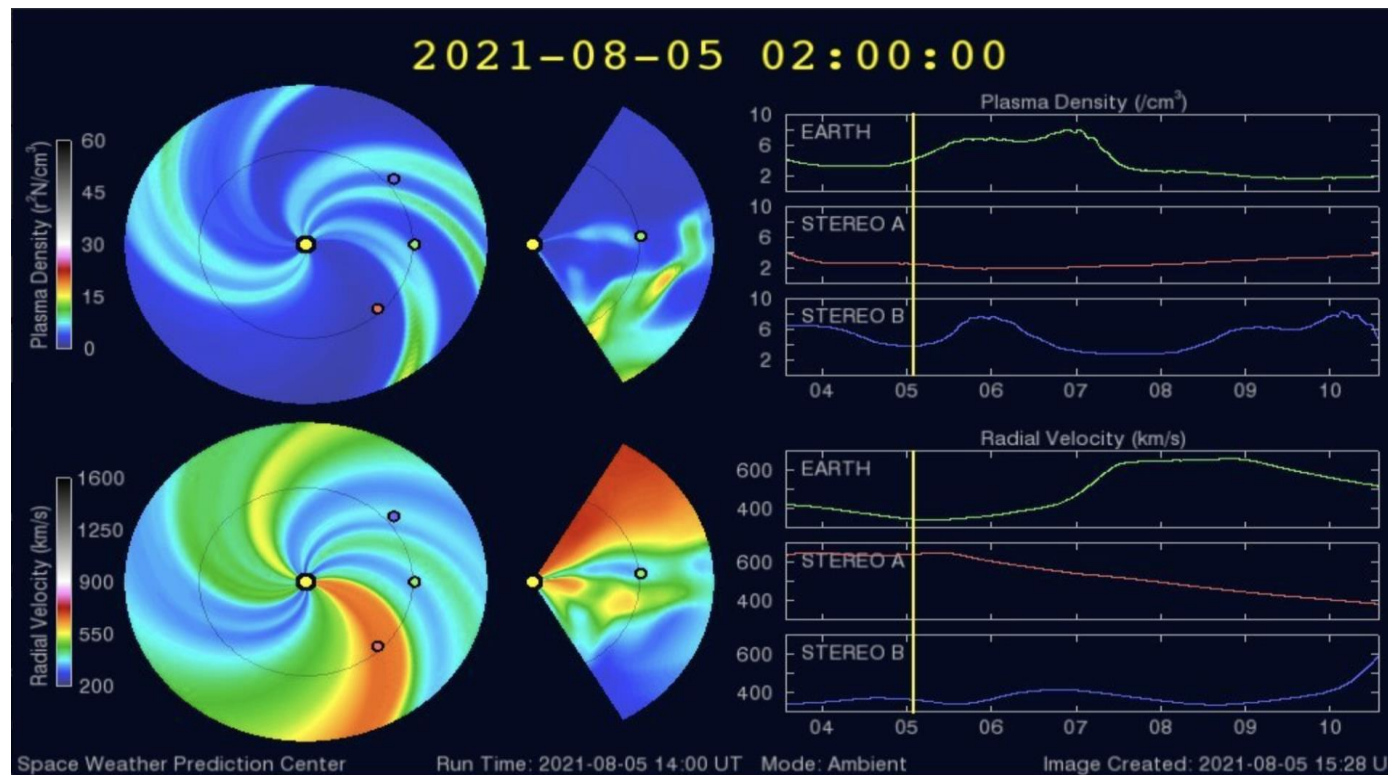 2021-08-05 02:00:00
Plasma Density (r²N/cm³)
60
45
30
15
0
Plasma Density (/cm³)
10
6
2
EARTH
10
6
2
STEREO A
10
6
2
STEREO B
04 05 06 07 08 09 10
Radial Velocity (km/s)
1600
1250
900
550
200
Radial Velocity (km/s)
600
400
EARTH
600
400
STEREO A
600
400
STEREO B
04 05 06 07 08 09 10
Space Weather Prediction Center Run Time: 2021-08-05 14:00 UT Mode: Ambient Image Created: 2021-08-05 15:28 U